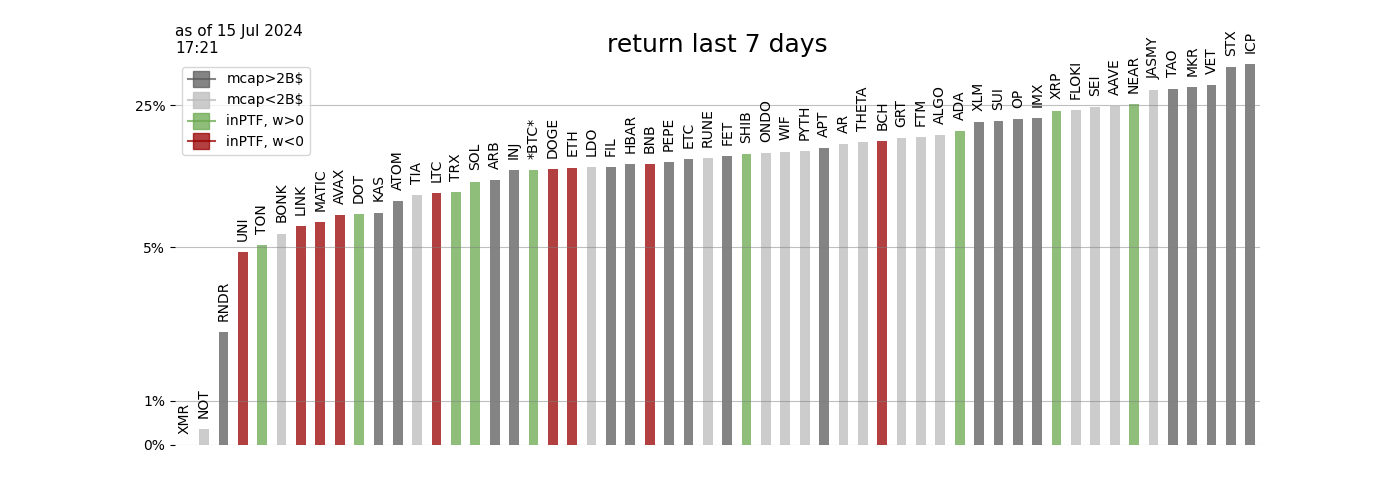 as of 15 Jul 2024
17:21
return last 7 days
mcap>2B$
mcap<2B$
inPTF, w>0
inPTF, w<0
25%
5%
1%
0%
XMR
NOT
RNDR
UNI
TON
BONK
LINK
MATIC
AVAX
DOT
KAS
ATOM
TIA
LTC
TRX
SOL
ARB
INJ
*BTC*
DOGE
ETH
LDO
FIL
HBAR
BNB
PEPE
ETC
RUNE
FET
SHIB
ONDO
WIF
PYTH
APT
AR
THETA
BCH
GRT
FTM
ALGO
ADA
XLM
SUI
OP
IMX
XRP
FLOKI
SEI
AAVE
NEAR
JASMY
TAO
MKR
VET
STX
ICP